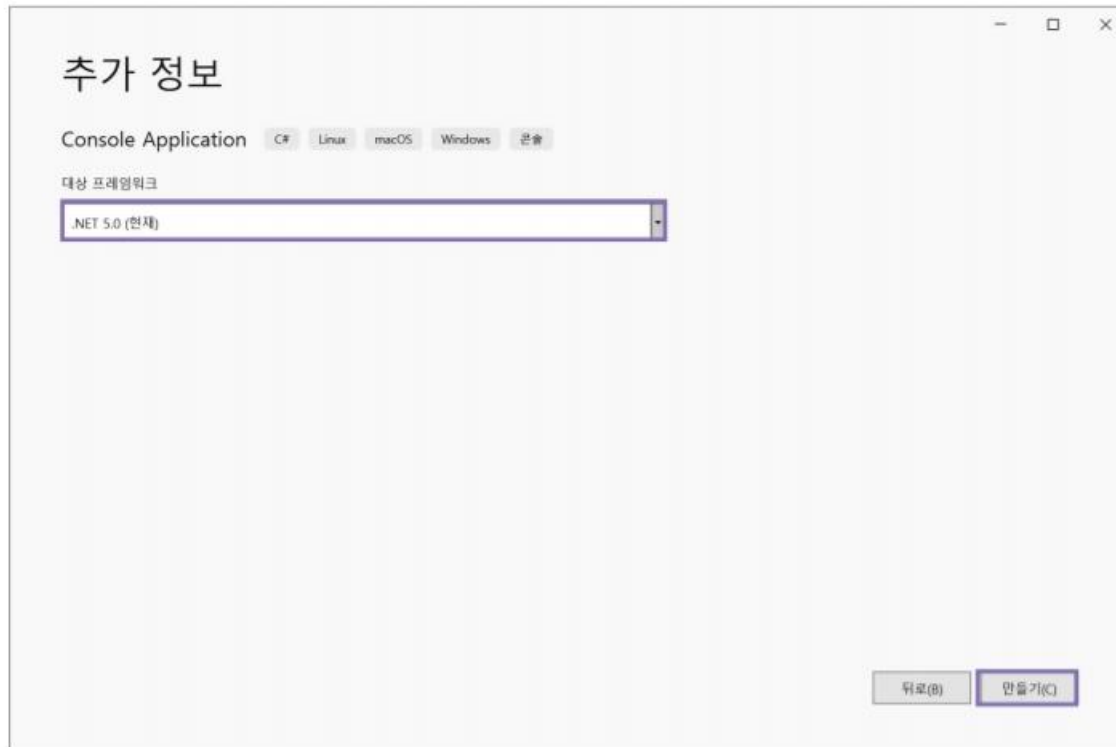 추가 정보
Console Application C# Linux macOS Windows 콘솔
대상 프레임워크
.NET 5.0 (현재)
뒤로(B) 만들기(C)